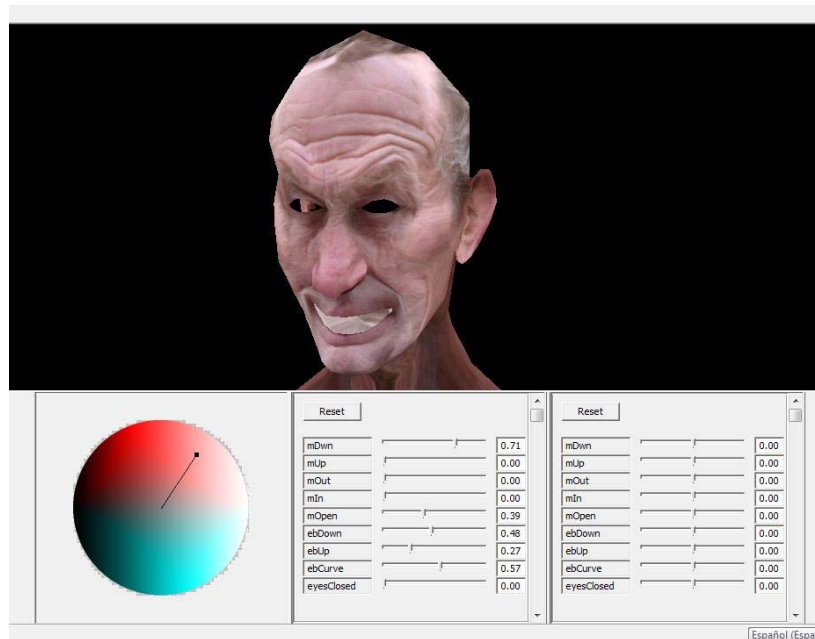 Reset
mDwn 0.71
mUp 0.00
mOut 0.00
mIn 0.00
mOpen 0.39
ebDown 0.48
ebUp 0.27
ebCurve 0.57
eyesClosed 0.00
Reset
mDwn 0.00
mUp 0.00
mOut 0.00
mIn 0.00
mOpen 0.00
ebDown 0.00
ebUp 0.00
ebCurve 0.00
eyesClosed 0.00
Español (Espa